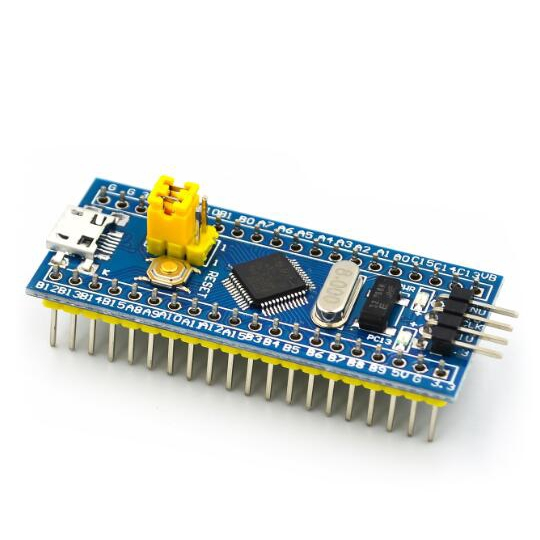 G G
B1 B0 A7 A6 A5 A4 A3 A2 A1 A0 C15 C14 C13 VB
RESET
8.000
PWR
PC13
B12 B13 B14 B15 A8 A9 A10 A11 A12 A15 B3 B4 B5 B6 B7 B8 B9 5V G 3.3